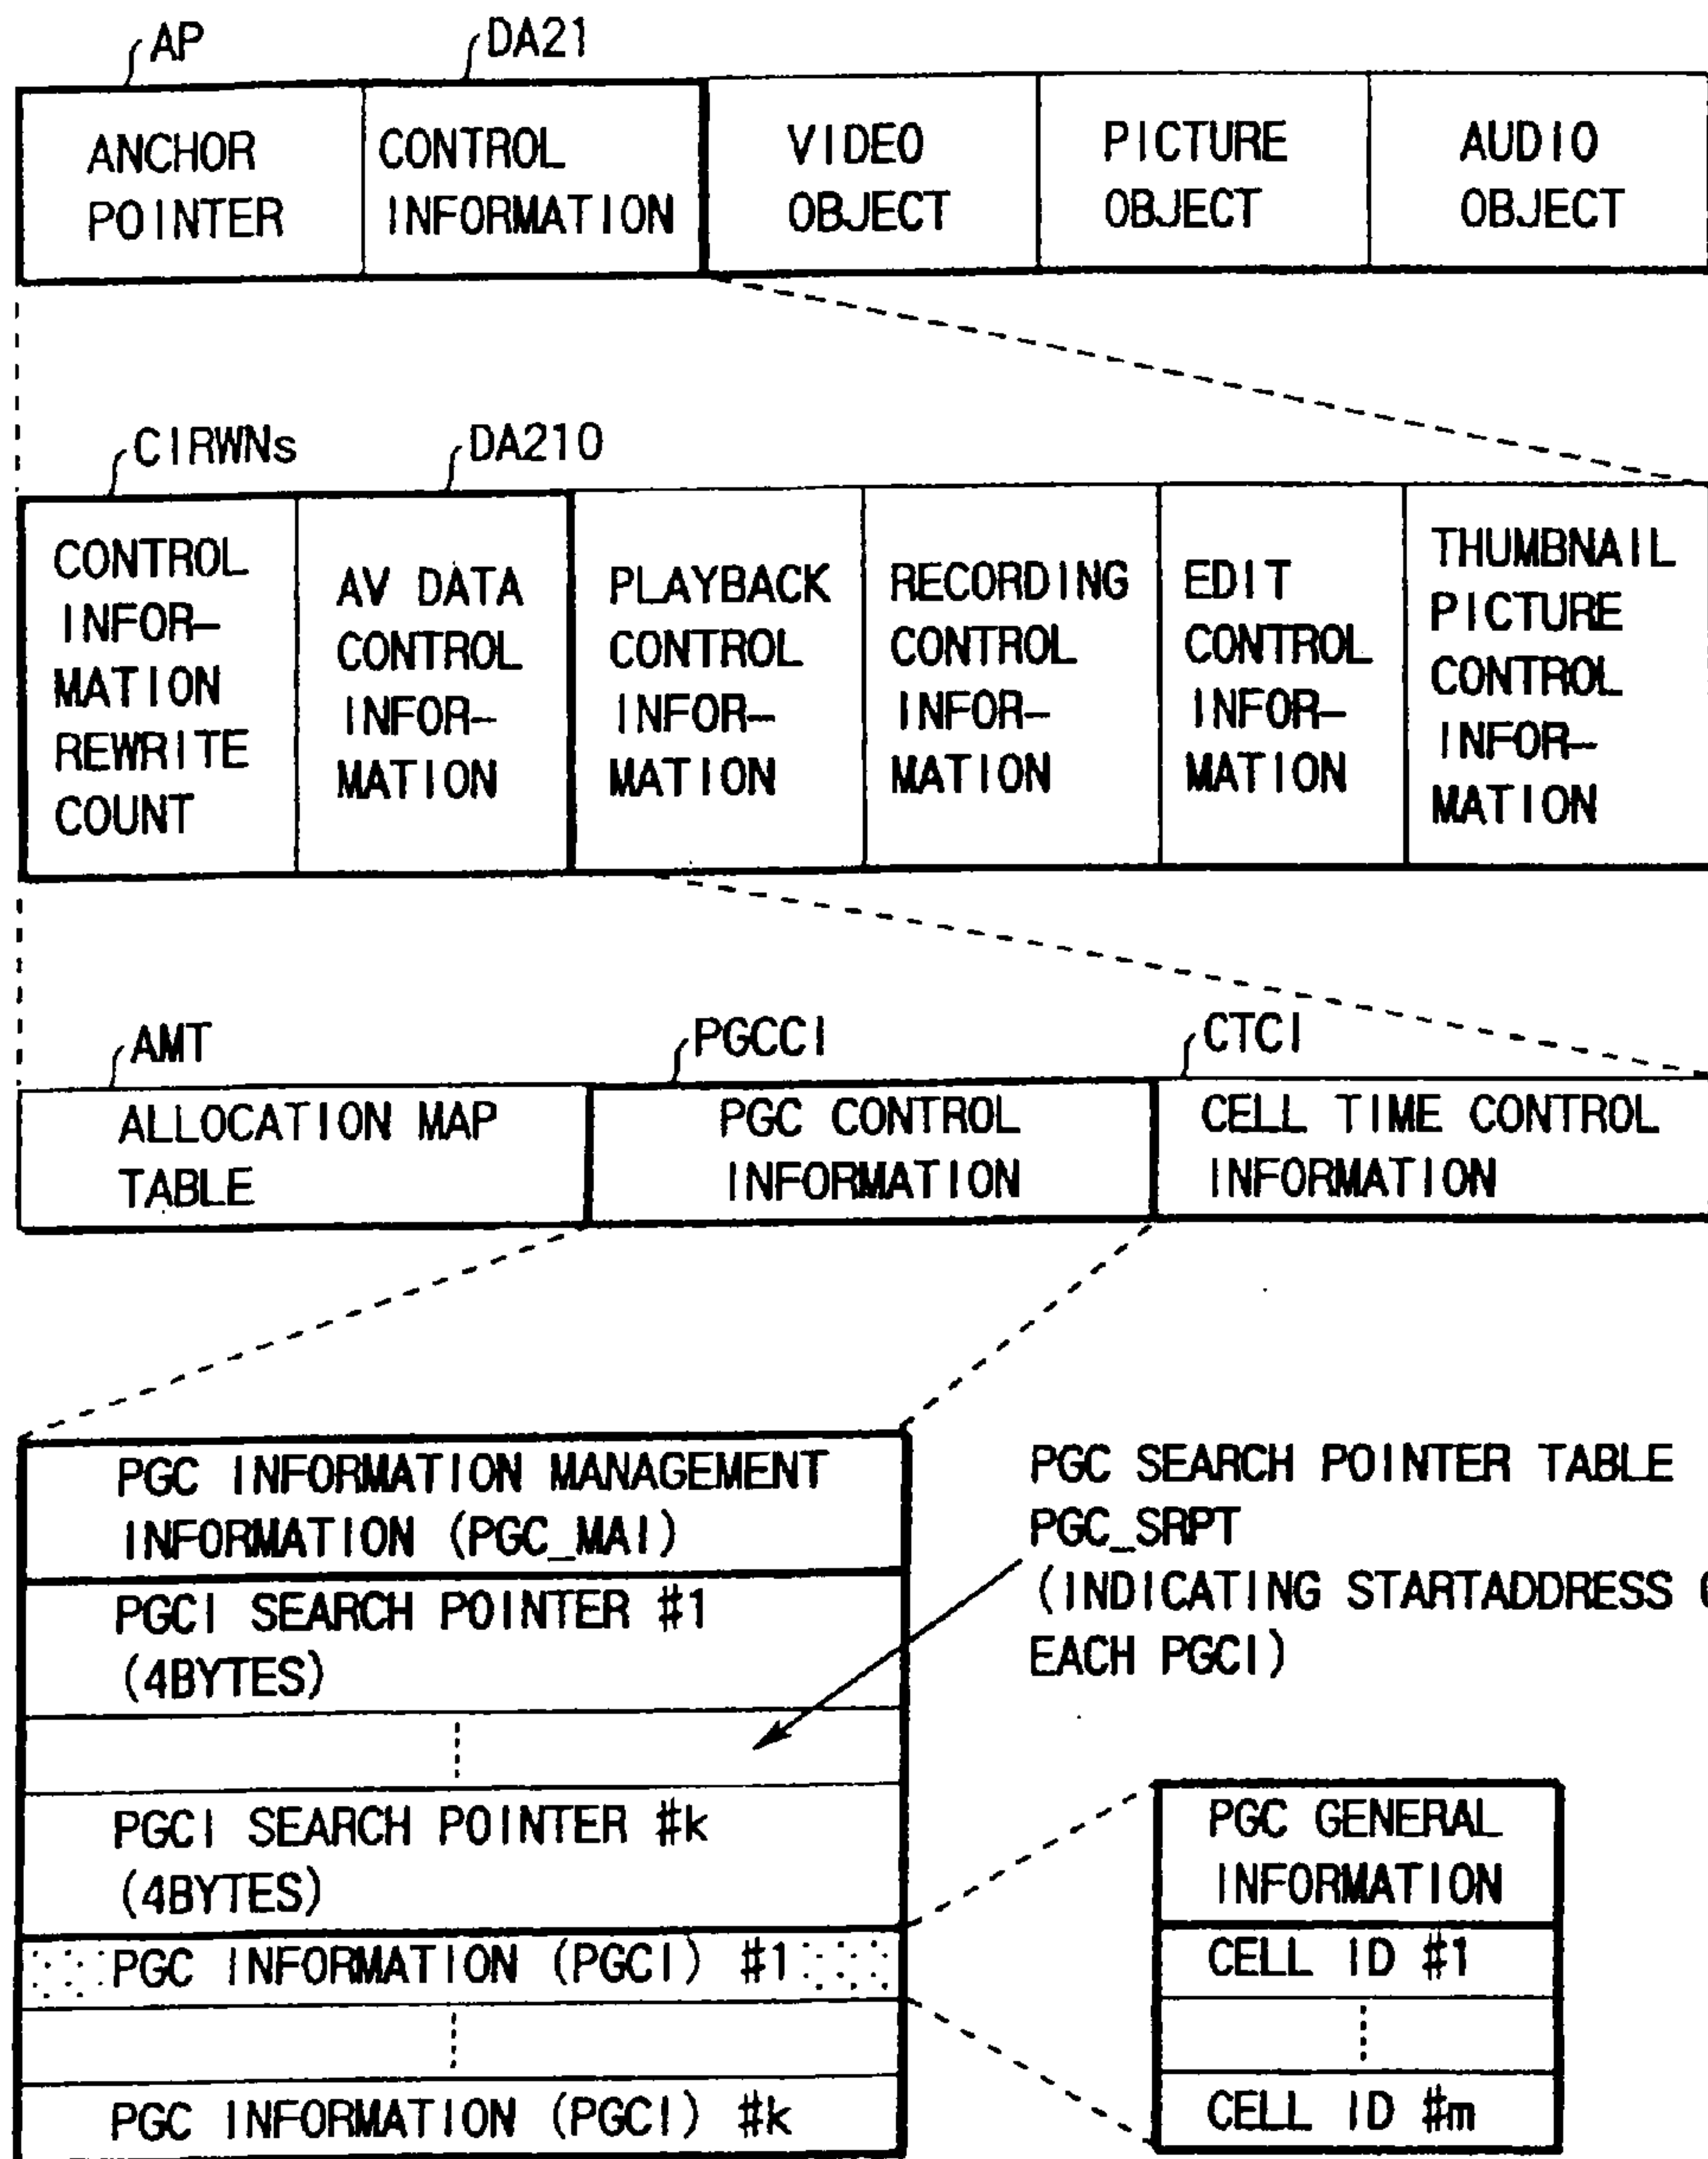 AP
DA21
ANCHOR
POINTER
CONTROL
INFORMATION
VIDEO
OBJECT
PICTURE
OBJECT
AUDIO
OBJECT
CIRWNs
DA210
CONTROL
INFOR-
MATION
REWRITE
COUNT
AV DATA
CONTROL
INFOR-
MATION
PLAYBACK
CONTROL
INFOR-
MATION
RECORDING
CONTROL
INFOR-
MATION
EDIT
CONTROL
INFOR-
MATION
THUMBNAIL
PICTURE
CONTROL
INFOR-
MATION
AMT
PGCCI
CTCI
ALLOCATION MAP
TABLE
PGC CONTROL
INFORMATION
CELL TIME CONTROL
INFORMATION
PGC INFORMATION MANAGEMENT
INFORMATION (PGC_MAI)
PGCI SEARCH POINTER #1
(4BYTES)
PGCI SEARCH POINTER #k
(4BYTES)
PGC INFORMATION (PGCI) #1
PGC INFORMATION (PGCI) #k
PGC SEARCH POINTER TABLE
PGC_SRPT
(INDICATING STARTADDRESS
EACH PGCI)
PGC GENERAL
INFORMATION
CELL ID #1
CELL ID #m